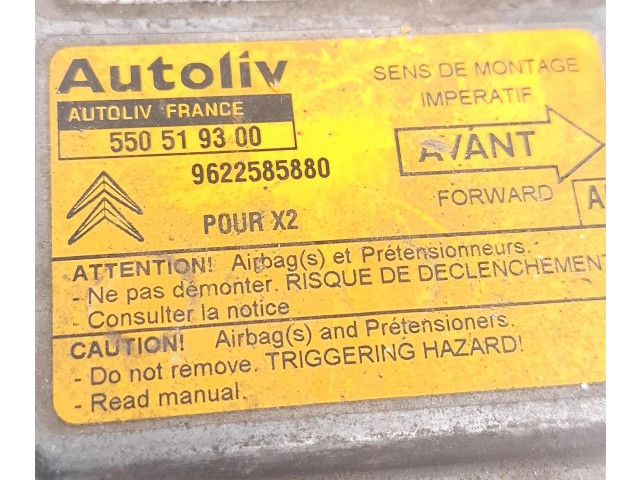 Autoliv
AUTOLIV FRANCE
550 51 93 00
9622585880
POUR X2
SENS DE MONTAGE
IMPERATIF
AVANT
FORWARD
ATTENTION! Airbag(s) et Prétensionneurs.
- Ne pas démonter. RISQUE DE DECLENCHEMENT
- Consulter la notice
CAUTION! Airbag(s) and Prétensioners.
- Do not remove. TRIGGERING HAZARD!
- Read manual.